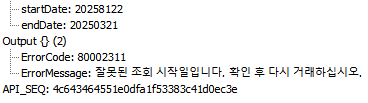 startDate: 20258122
endDate: 20250321
Output {} (2)
ErrorCode: 80002311
ErrorMessage: 잘못된 조회 시작일입니다. 확인 후 다시 거래하십시오.
API_SEQ: 4c643464551e0dfa1f53383c41d0ec3e